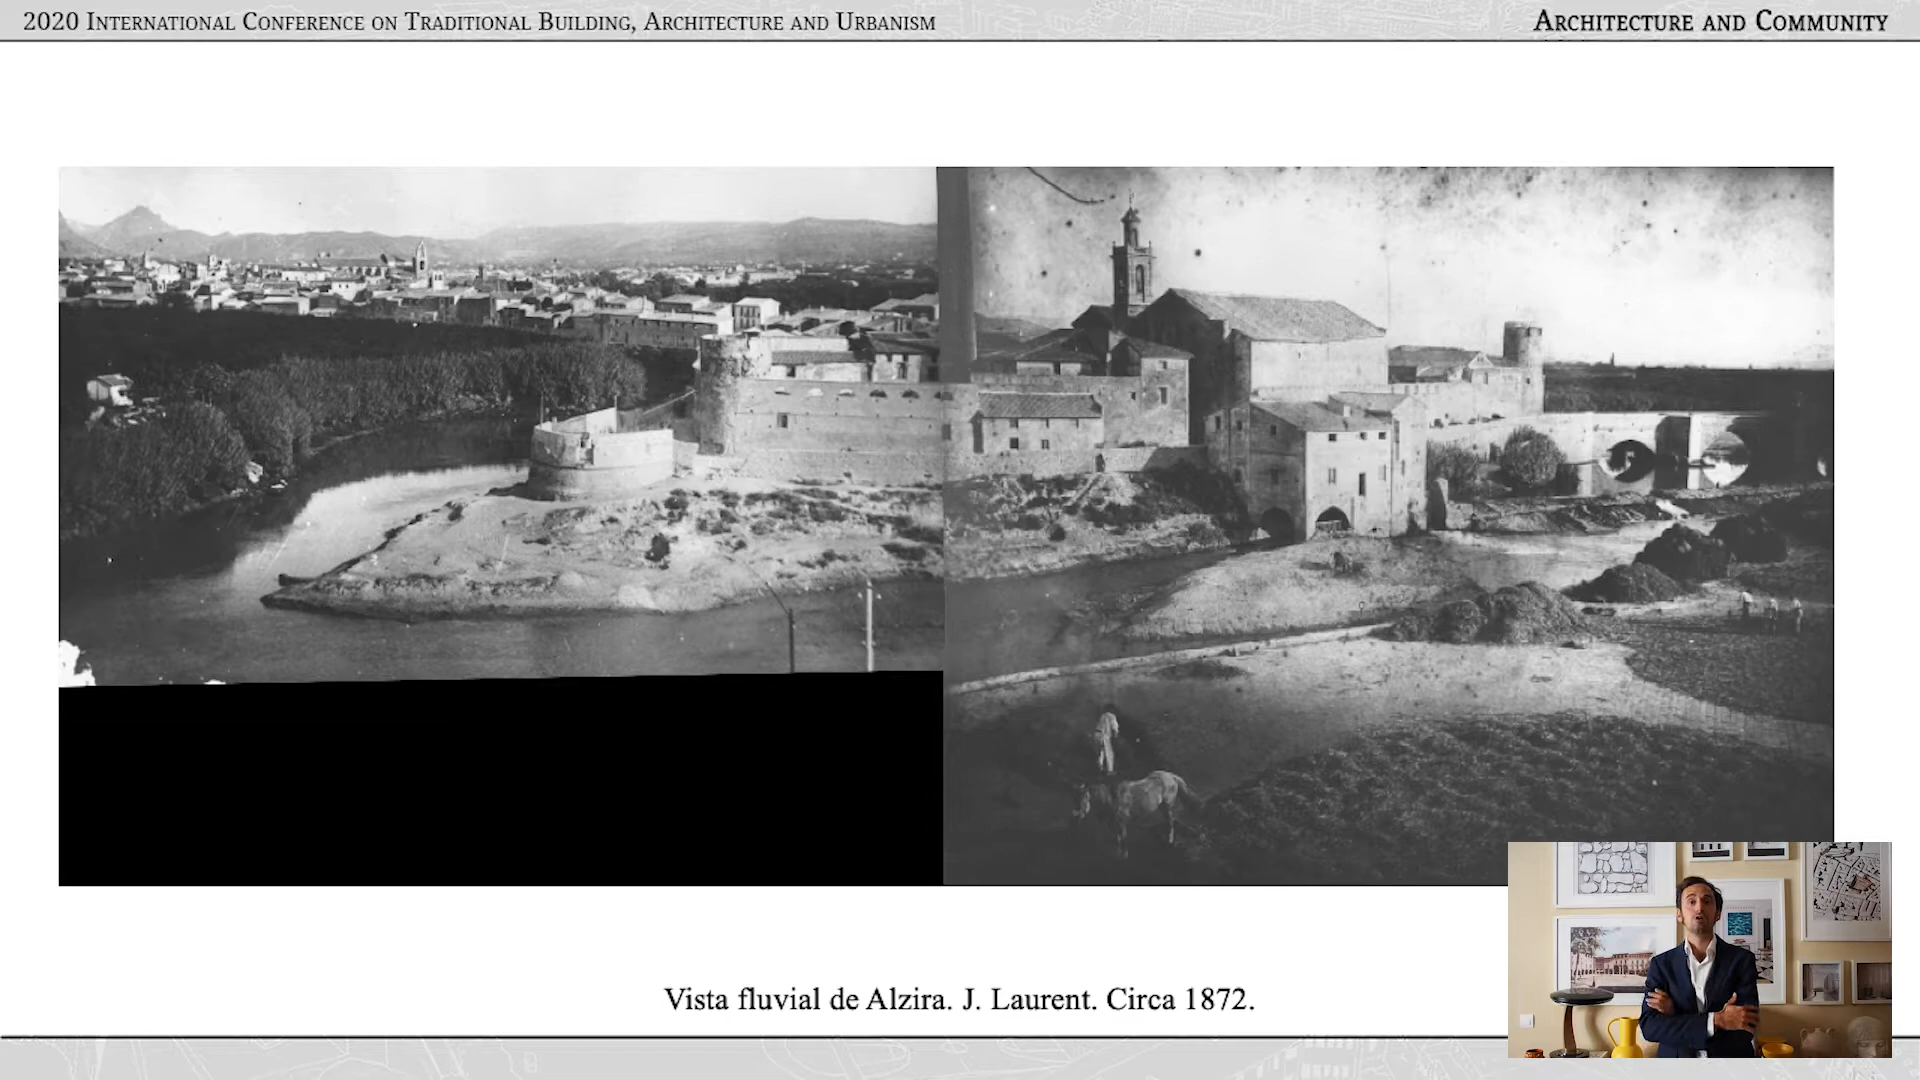 2020 International Conference on Traditional Building, Architecture and Urbanism
Architecture and Community
Vista fluvial de Alzira. J. Laurent. Circa 1872.